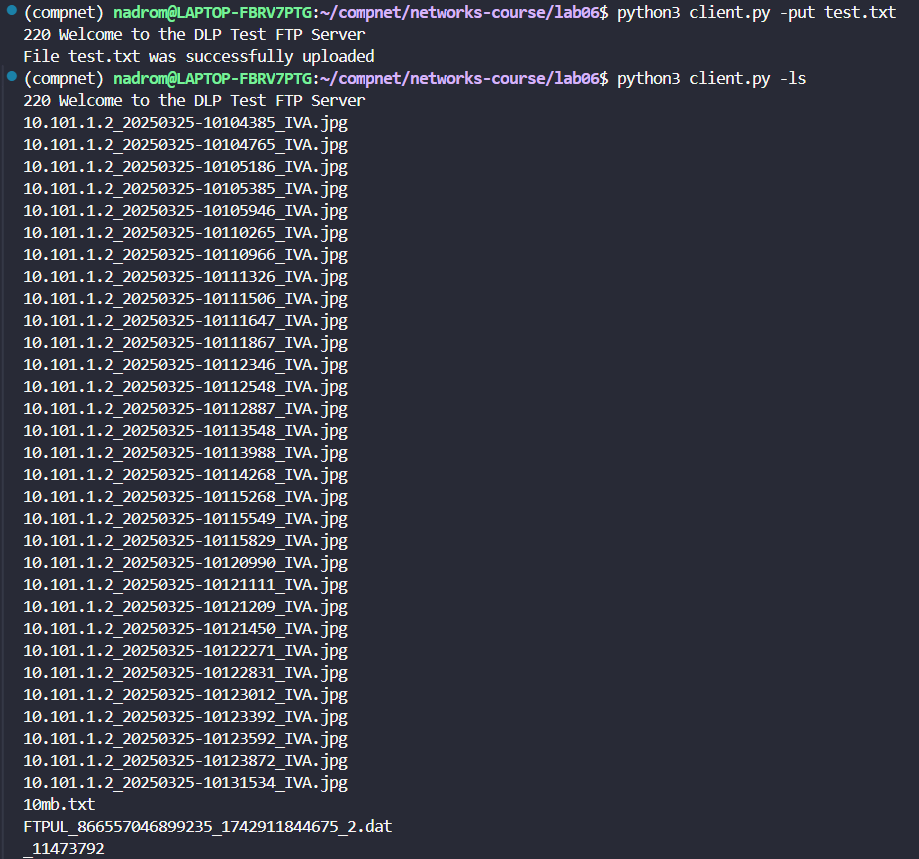 (compnet) nadrom@LAPTOP-FBRV7PTG:~/compnet/networks-course/lab06$ python3 client.py -put test.txt
220 Welcome to the DLP Test FTP Server
File test.txt was successfully uploaded
(compnet) nadrom@LAPTOP-FBRV7PTG:~/compnet/networks-course/lab06$ python3 client.py -ls
220 Welcome to the DLP Test FTP Server
10.101.1.2_20250325-10104385_IVA.jpg
10.101.1.2_20250325-10104765_IVA.jpg
10.101.1.2_20250325-10105186_IVA.jpg
10.101.1.2_20250325-10105385_IVA.jpg
10.101.1.2_20250325-10105946_IVA.jpg
10.101.1.2_20250325-10110265_IVA.jpg
10.101.1.2_20250325-10110966_IVA.jpg
10.101.1.2_20250325-10111326_IVA.jpg
10.101.1.2_20250325-10111506_IVA.jpg
10.101.1.2_20250325-10111647_IVA.jpg
10.101.1.2_20250325-10111867_IVA.jpg
10.101.1.2_20250325-10112346_IVA.jpg
10.101.1.2_20250325-10112548_IVA.jpg
10.101.1.2_20250325-10112887_IVA.jpg
10.101.1.2_20250325-10113548_IVA.jpg
10.101.1.2_20250325-10113988_IVA.jpg
10.101.1.2_20250325-10114268_IVA.jpg
10.101.1.2_20250325-10115268_IVA.jpg
10.101.1.2_20250325-10115549_IVA.jpg
10.101.1.2_20250325-10115829_IVA.jpg
10.101.1.2_20250325-10120990_IVA.jpg
10.101.1.2_20250325-10121111_IVA.jpg
10.101.1.2_20250325-10121209_IVA.jpg
10.101.1.2_20250325-10121450_IVA.jpg
10.101.1.2_20250325-10122271_IVA.jpg
10.101.1.2_20250325-10122831_IVA.jpg
10.101.1.2_20250325-10123012_IVA.jpg
10.101.1.2_20250325-10123392_IVA.jpg
10.101.1.2_20250325-10123592_IVA.jpg
10.101.1.2_20250325-10123872_IVA.jpg
10.101.1.2_20250325-10131534_IVA.jpg
10mb.txt
FTPUL_866557046899235_1742911844675_2.dat
_11473792